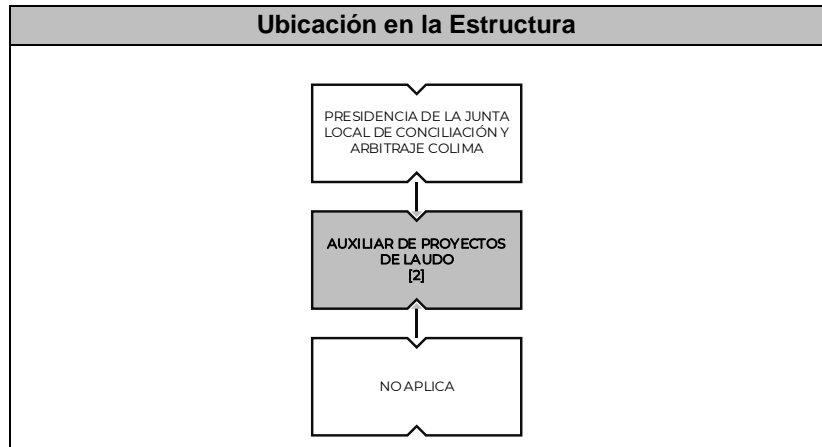 Ubicación en la Estructura
PRESIDENCIA DE LA JUNTA
LOCAL DE CONCILIACIÓN Y
ARBITRAJE COLIMA
AUXILIAR DE PROYECTOS
DE LAUDO
[2]
NO APLICA